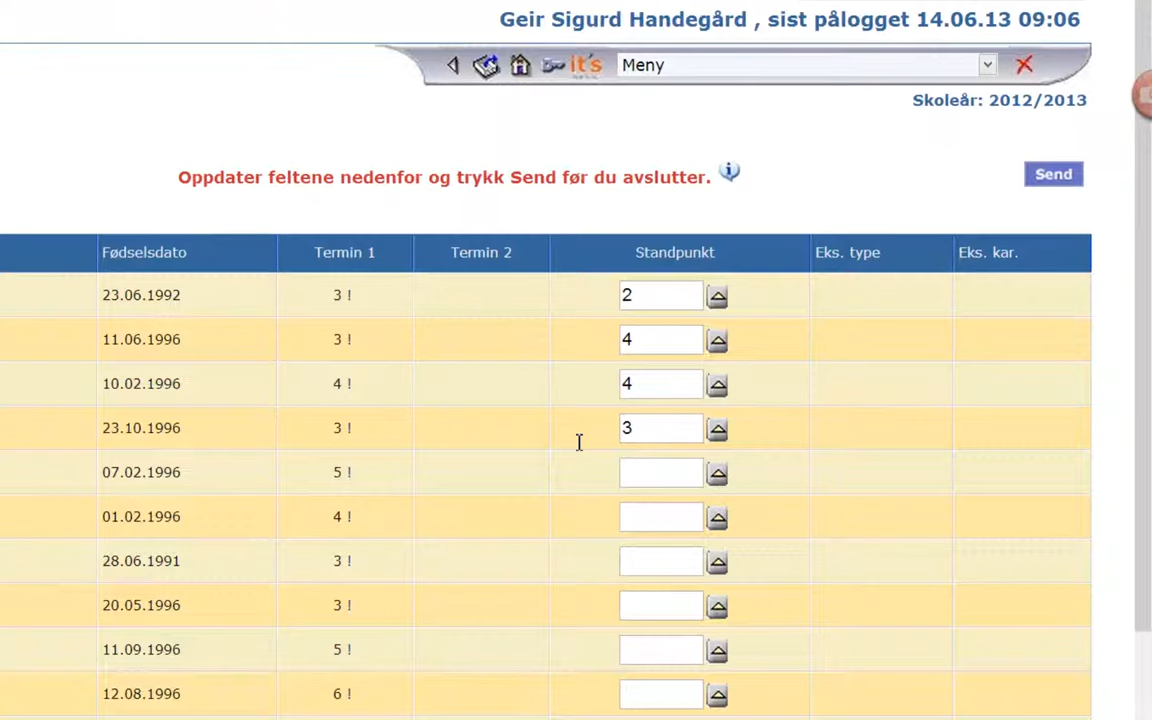 Geir Sigurd Handegård , sist pålogget 14.06.13 09:06
it's Meny
Skoleår: 2012/2013
Oppdater feltene nedenfor og trykk Send før du avslutter.
Send
Fødselsdato Termin 1 Termin 2 Standpunkt Eks. type Eks. kar.
23.06.1992 3 ! 2
11.06.1996 3 ! 4
10.02.1996 4 ! 4
23.10.1996 3 ! 3
07.02.1996 5 !
01.02.1996 4 !
28.06.1991 3 !
20.05.1996 3 !
11.09.1996 5 !
12.08.1996 6 !